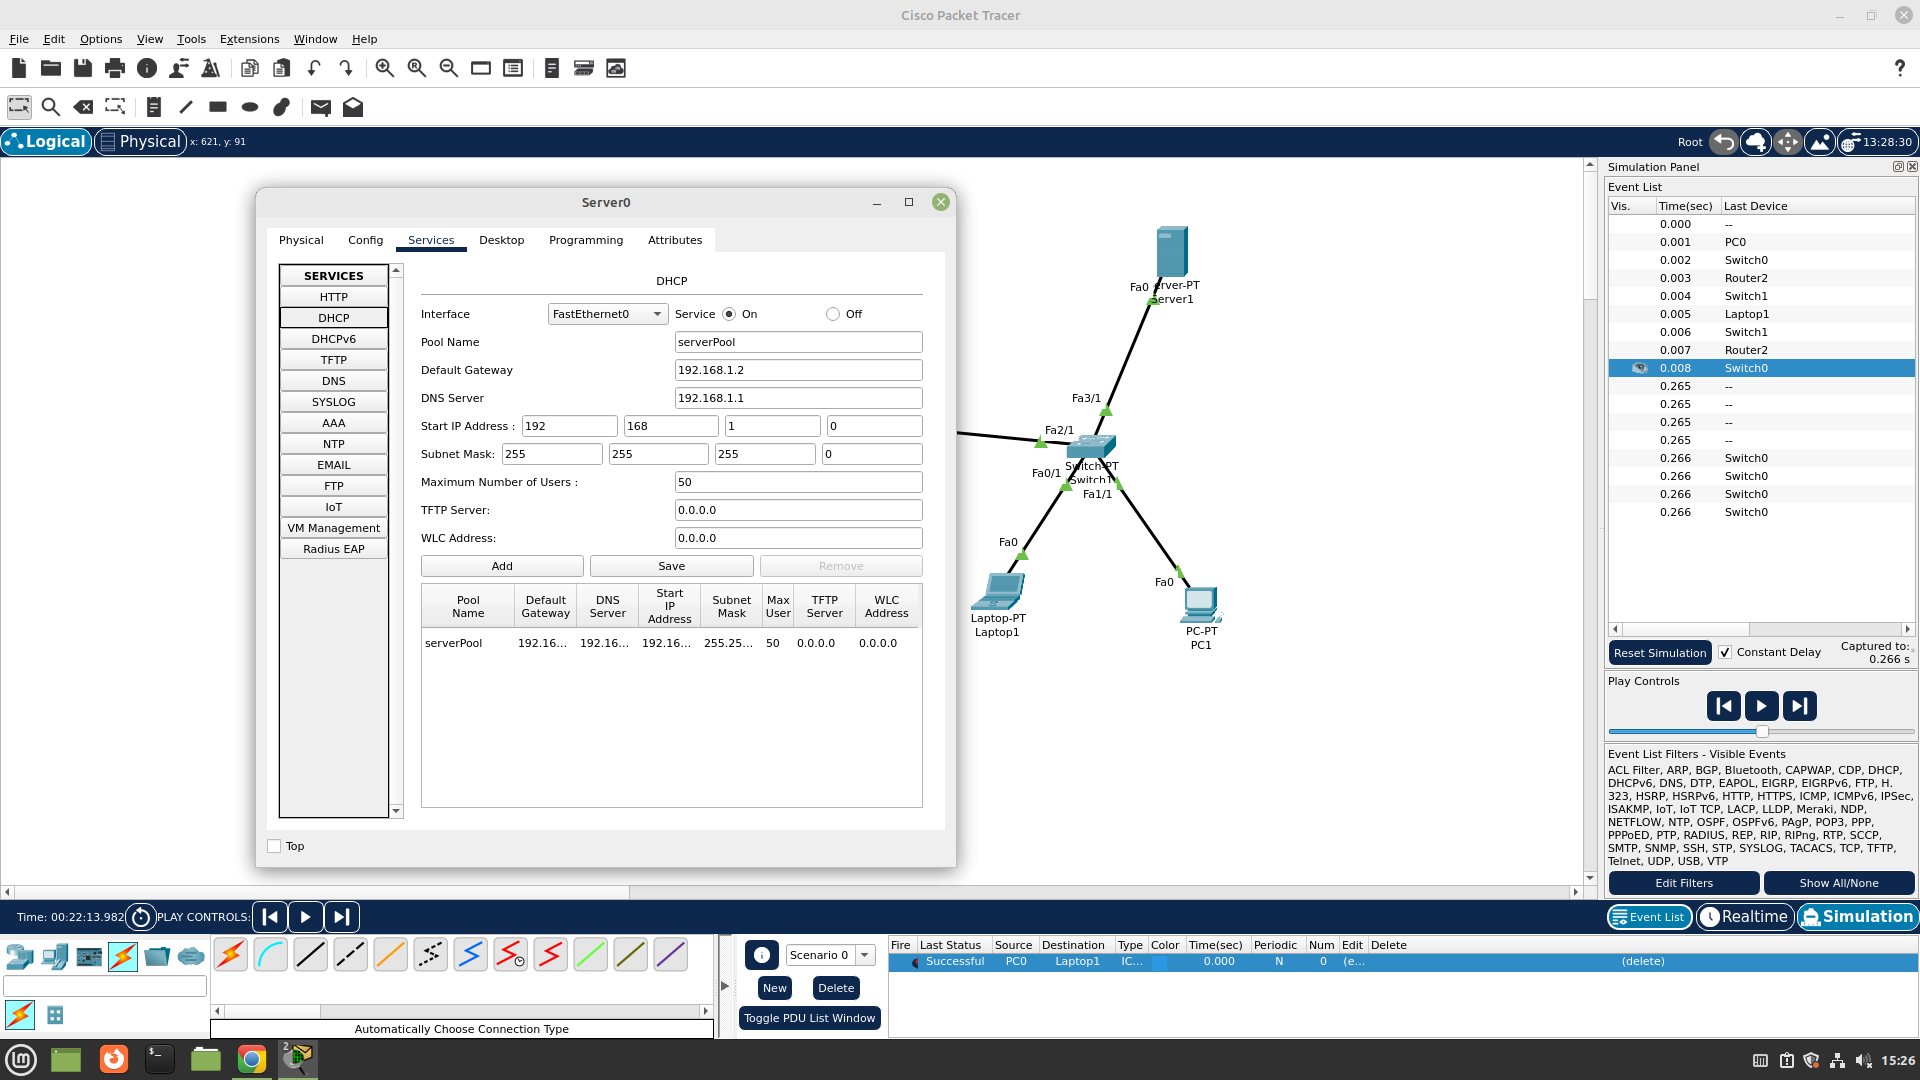 Cisco Packet Tracer
File Edit Options View Tools Extensions Window Help
?
Logical Physical x: 621, y: 91 Root 13:28:30
Server0
Physical Config Services Desktop Programming Attributes
SERVICES
HTTP
DHCP
DHCPv6
TFTP
DNS
SYSLOG
AAA
NTP
EMAIL
FTP
IoT
VM Management
Radius EAP
DHCP
Interface FastEthernet0 Service On Off
Pool Name serverPool
Default Gateway 192.168.1.2
DNS Server 192.168.1.1
Start IP Address : 192 168 1 0
Subnet Mask: 255 255 255 0
Maximum Number of Users : 50
TFTP Server: 0.0.0.0
WLC Address: 0.0.0.0
Add Save Remove
Pool Name Default Gateway DNS Server Start IP Address Subnet Mask Max User TFTP Server WLC Address
serverPool 192.16... 192.16... 192.16... 255.25... 50 0.0.0.0 0.0.0.0
Top
Fa0 erver-PT
Server1
Fa3/1
Fa2/1
Switch-PT
Fa0/1 Switch1
Fa1/1
Fa0
Laptop-PT
Laptop1
Fa0
PC-PT
PC1
Simulation Panel
Event List
Vis. Time(sec) Last Device
0.000 --
0.001 PC0
0.002 Switch0
0.003 Router2
0.004 Switch1
0.005 Laptop1
0.006 Switch1
0.007 Router2
0.008 Switch0
0.265 --
0.265 --
0.265 --
0.265 --
0.266 Switch0
0.266 Switch0
0.266 Switch0
0.266 Switch0
Reset Simulation Constant Delay Captured to:
0.266 s
Play Controls
Event List Filters - Visible Events
ACL Filter, ARP, BGP, Bluetooth, CAPWAP, CDP, DHCP,
DHCPv6, DNS, DTP, EAPOL, EIGRP, EIGRPv6, FTP, H.
323, HSRP, HSRPv6, HTTP, HTTPS, ICMP, ICMPv6, IPSec,
ISAKMP, IoT, IoT TCP, LACP, LLDP, Meraki, NDP,
NETFLOW, NTP, OSPF, OSPFv6, PAgP, POP3, PPP,
PPPoED, PTP, RADIUS, REP, RIP, RIPng, RTP, SCCP,
SMTP, SNMP, SSH, STP, SYSLOG, TACACS, TCP, TFTP,
Telnet, UDP, USB, VTP
Edit Filters Show All/None
Time: 00:22:13.982 PLAY CONTROLS: Event List Realtime Simulation
Scenario 0
New Delete
Toggle PDU List Window
Automatically Choose Connection Type
Fire Last Status Source Destination Type Color Time(sec) Periodic Num Edit Delete
Successful PC0 Laptop1 IC... 0.000 N 0 (e... (delete)
2
15:26